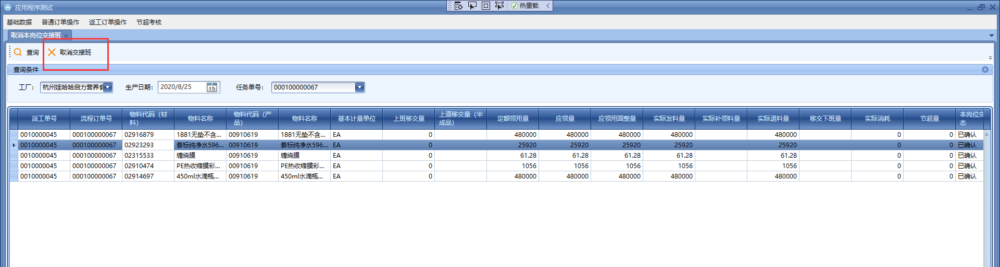 应用程序测试
热重载
基础数据 普通订单操作 返工订单操作 节超考核
取消本岗位交接班
查询 取消交接班
查询条件
工厂： 杭州娃哈哈启力营养食 生产日期： 2020/8/25 15 任务单号： 000100000067
派工单号 流程订单号 物料代码（材料） 物料名称 物料代码（产品） 物料名称 基本计量单位 上班移交量 上道移交量（半成品） 定额领用量 应领量 应领用圆整量 实际发料量 实际补领料量 实际退料量 移交下班量 实际消耗 节超量 本岗位交 态
0010000045 000100000067 02916879 1881无垫不含... 00910619 1881无垫不含... EA 0 480000 480000 480000 480000 480000 0 0 已确认
0010000045 000100000067 02923293 套标纯净水596... 00910619 套标纯净水596... EA 0 25920 25920 25920 25920 25920 0 0 已确认
0010000045 000100000067 02315533 缠绕膜 00910619 缠绕膜 EA 0 61.28 61.28 61.28 61.28 61.28 0 0 已确认
0010000045 000100000067 02910474 PE热收缩膜彩... 00910619 PE热收缩膜彩... EA 0 1056 1056 1056 1056 1056 0 0 已确认
0010000045 000100000067 02914697 450ml水滴瓶... 00910619 450ml水滴瓶... EA 0 480000 480000 480000 480000 480000 0 0 已确认